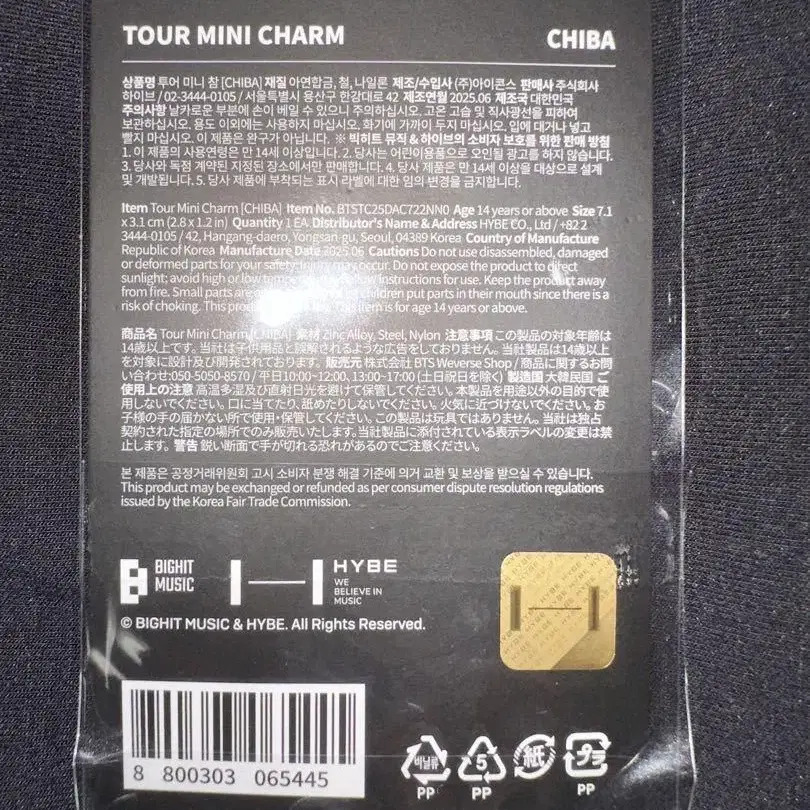 TOUR MINI CHARM
CHIBA
상품명 투어 미니 참 [CHIBA] 재질 아연합금, 철, 나일론 제조/수입사 (주)아이콘스 판매사 주식회사
하이브 / 02-3444-0105 / 서울특별시 용산구 한강대로 42 제조연월 2025.06 제조국 대한민국
주의사항 날카로운 부분에 손이 베일 수 있으니 주의하십시오. 고온 고습 및 직사광선을 피하여
보관하십시오. 용도 이외에는 사용하지 마십시오. 화기에 가까이 두지 마십시오. 입에 대거나 넣고
빨지 마십시오. 이 제품은 완구가 아닙니다. ※ 빅히트 뮤직 & 하이브의 소비자 보호를 위한 판매 방침
1. 이 제품의 사용연령은 만 14세 이상입니다. 2. 당사는 어린이용품으로 오인될 광고를 하지 않습니다.
3. 당사와 독점 계약된 지정된 장소에서만 판매합니다. 4. 당사 제품은 만 14세 이상을 대상으로 설계
및 개발됩니다. 5. 당사 제품에 부착되는 표시 라벨에 대한 임의 변경을 금지합니다.
Item Tour Mini Charm [CHIBA] Item No. BTSTC25DAC722NN0 Age 14 years or above Size 7.1
x 3.1 cm (2.8 x 1.2 in) Quantity 1 EA Distributor's Name & Address HYBE CO., Ltd / +82 2
3444-0105 / 42, Hangang-daero, Yongsan-gu, Seoul, 04389 Korea Country of Manufacture
Republic of Korea Manufacture Date 2025.06 Cautions Do not use disassembled, damaged
or deformed parts for your safety. Injury may occur. Do not expose the product to direct
sunlight; avoid high or low temperature. Follow instructions for use. Keep the product away
from fire. Small parts are children put parts in their mouth since there is a
risk of choking. This item is for age 14 years or above.
商品名 Tour Mini Charm [CHIBA] 素材 Zinc Alloy, Steel, Nylon 注意事項 この製品の対象年齢は
14歳以上です。当社は子供用品と誤解されるような広告をしておりません。当社製品は14歳以上
を対象に設計及び開発されております。販売元 株式会社 BTS Weverse Shop / 商品に関するお問
い合わせ:050-5050-8570 / 平日10:00~12:00、13:00~17:00 (土日祝日を除く) 製造国 大韓民国 ご
使用上の注意 高温多湿及び直射日光を避けて保管してください。本製品を用途以外の目的で使
用しないでください。口に当てたり、舐めたりしないでください。火気に近づけないでください。お
子様の手の届かない所で使用・保管してください。この製品は玩具ではありません。当社は独占
契約された指定の場所でのみ販売いたします。当社製品に添付されている表示ラベルの変更は禁
止します。警告 鋭い断面で手が切れる恐れがあるのでご注意ください。
본 제품은 공정거래위원회 고시 소비자 분쟁 해결 기준에 의거 교환 및 보상을 받으실 수 있습니다.
This product may be exchanged or refunded as per consumer dispute resolution regulations
issued by the Korea Fair Trade Commission.
BIGHIT
MUSIC
HYBE
WE
BELIEVE IN
MUSIC
© BIGHIT MUSIC & HYBE. All Rights Reserved.
8 800303 065445
비닐류
PP
5
PP
紙
プラ
PP